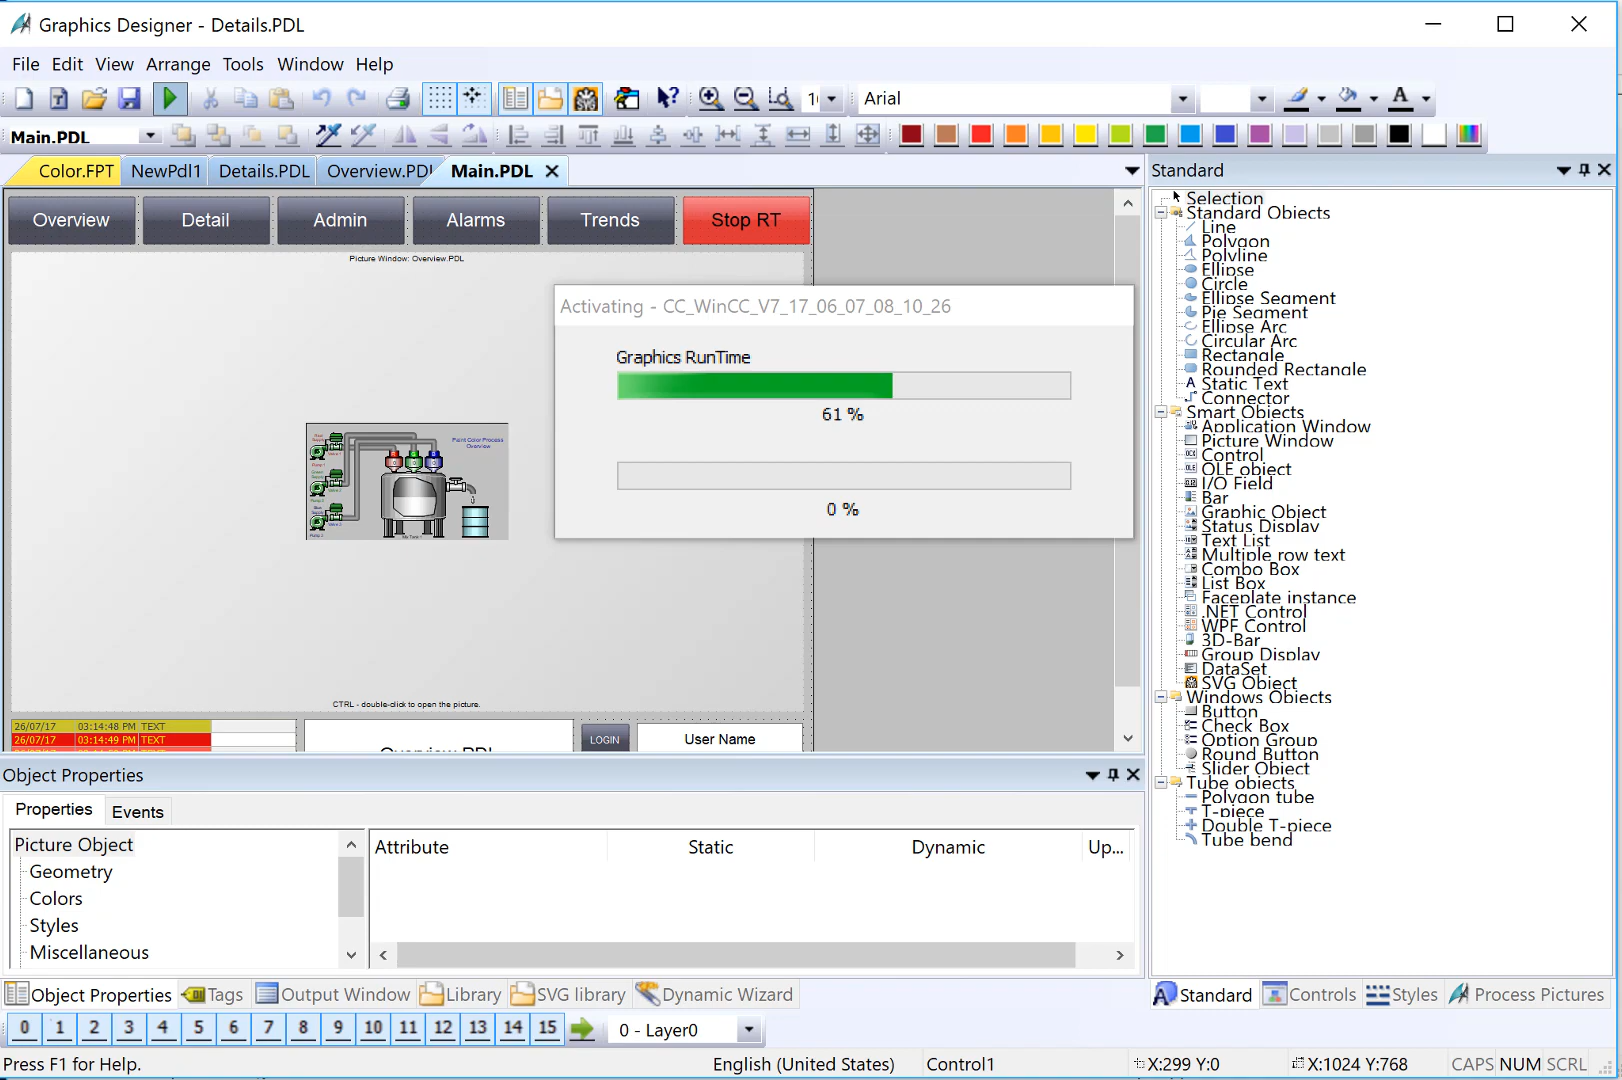 Graphics Designer - Details.PDL
File Edit View Arrange Tools Window Help
Arial
Main.PDL
Color.FPT NewPdl1 Details.PDL Overview.PDL Main.PDL
Standard
Overview Detail Admin Alarms Trends Stop RT
Picture Window: Overview.PDL
Activating - CC_WinCC_V7_17_06_07_08_10_26
Graphics RunTime
61 %
0 %
Paint Color Process
Overview
CTRL - double-click to open the picture.
26/07/17 03:14:48 PM TEXT
26/07/17 03:14:49 PM TEXT
Overview.PDL
LOGIN
User Name
Selection
Standard Objects
Line
Polygon
Polyline
Ellipse
Circle
Ellipse Segment
Pie Segment
Ellipse Arc
Circular Arc
Rectangle
Rounded Rectangle
Static Text
Connector
Smart Objects
Application Window
Picture Window
Control
OLE object
I/O Field
Bar
Graphic Object
Status Display
Text List
Multiple row text
Combo Box
List Box
Faceplate instance
.NET Control
WPF Control
3D-Bar
Group Display
DataSet
SVG Object
Windows Objects
Button
Check Box
Option Group
Round Button
Slider Object
Tube objects
Polygon tube
T-piece
Double T-piece
Tube bend
Object Properties
Properties Events
Picture Object
Geometry
Colors
Styles
Miscellaneous
Attribute Static Dynamic Up...
Object Properties Tags Output Window Library SVG library Dynamic Wizard
Standard Controls Styles Process Pictures
0 1 2 3 4 5 6 7 8 9 10 11 12 13 14 15 0 - Layer0
Press F1 for Help. English (United States) Control1 X:299 Y:0 X:1024 Y:768 CAPS NUM SCRL